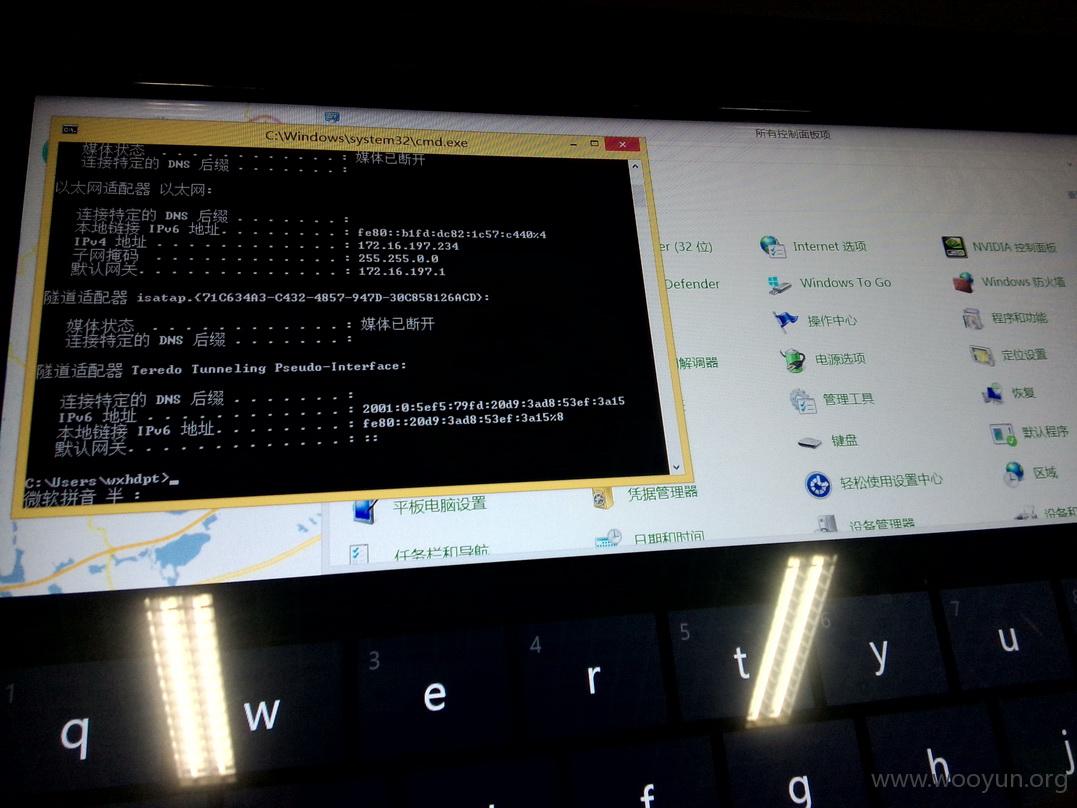 C:\Windows\system32\cmd.exe
媒体状态 . . . . . . . . . . . . : 媒体已断开
连接特定的 DNS 后缀 . . . . . . . :
以太网适配器 以太网:
连接特定的 DNS 后缀 . . . . . . . :
本地链接 IPv6 地址. . . . . . . . : fe80::b1fd:dc82:1c57:c440%4
IPv4 地址 . . . . . . . . . . . . : 172.16.197.234
子网掩码 . . . . . . . . . . . . : 255.255.0.0
默认网关. . . . . . . . . . . . . : 172.16.197.1
隧道适配器 isatap.{71C634A3-C432-4857-947D-30C858126ACD}:
媒体状态 . . . . . . . . . . . . : 媒体已断开
连接特定的 DNS 后缀 . . . . . . . :
隧道适配器 Teredo Tunneling Pseudo-Interface:
连接特定的 DNS 后缀 . . . . . . . :
IPv6 地址 . . . . . . . . . . . . : 2001:0:5ef5:79fd:20d9:3ad8:53ef:3a15
本地链接 IPv6 地址. . . . . . . . : fe80::20d9:3ad8:53ef:3a15%8
默认网关. . . . . . . . . . . . . : ::
C:\Users\wxhdpt>
微软拼音 半 :
所有控制面板项
er (32 位)
Internet 选项
NVIDIA 控制面板
Defender
Windows To Go
Windows 防火墙
操作中心
程序和功能
解调器
电源选项
定位设置
管理工具
恢复
键盘
默认程序
轻松使用设置中心
区域
平板电脑设置
凭据管理器
设备管理器
任务栏和导航
日期和时间
1 3 4 5 6 7
q w e r t y u
f g h j
www.wooyun.org